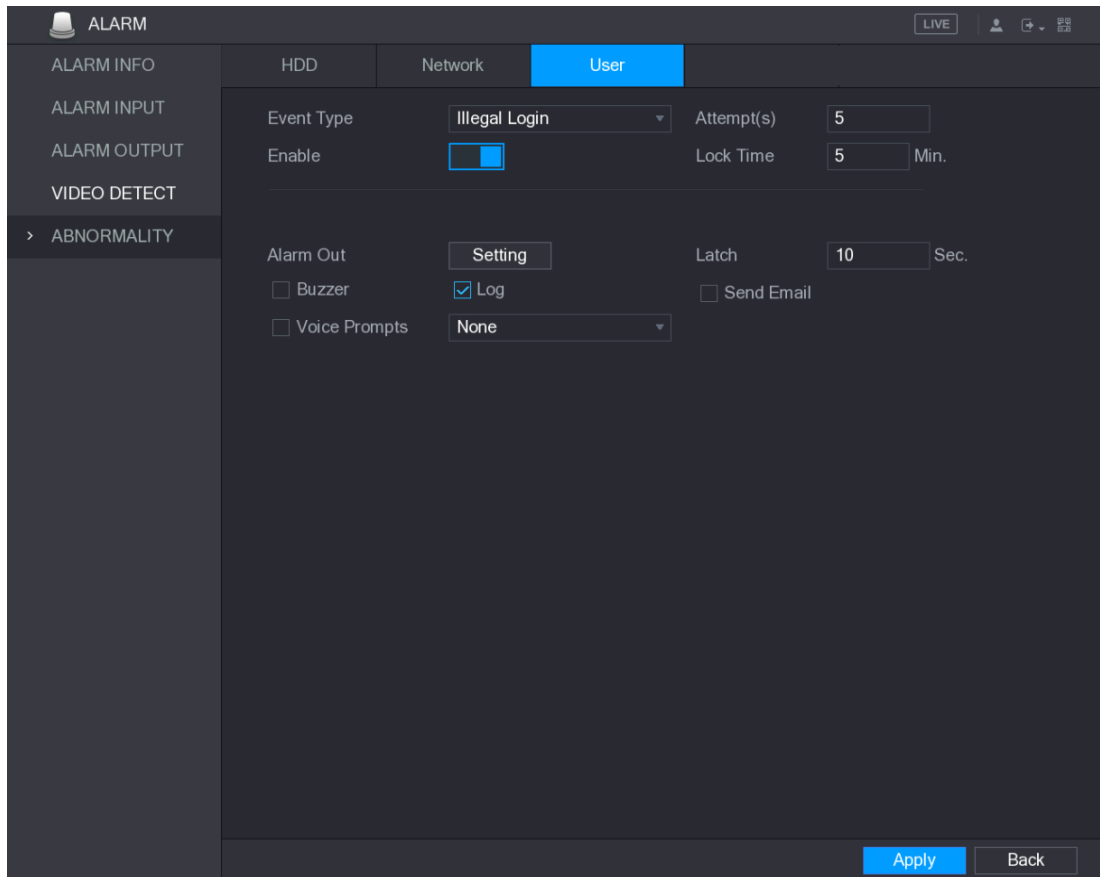 ALARM
LIVE
ALARM INFO
ALARM INPUT
ALARM OUTPUT
VIDEO DETECT
> ABNORMALITY
HDD Network User
Event Type Illegal Login Attempt(s) 5
Enable Lock Time 5 Min.
Alarm Out Setting Latch 10 Sec.
Buzzer Log Send Email
Voice Prompts None
Apply Back